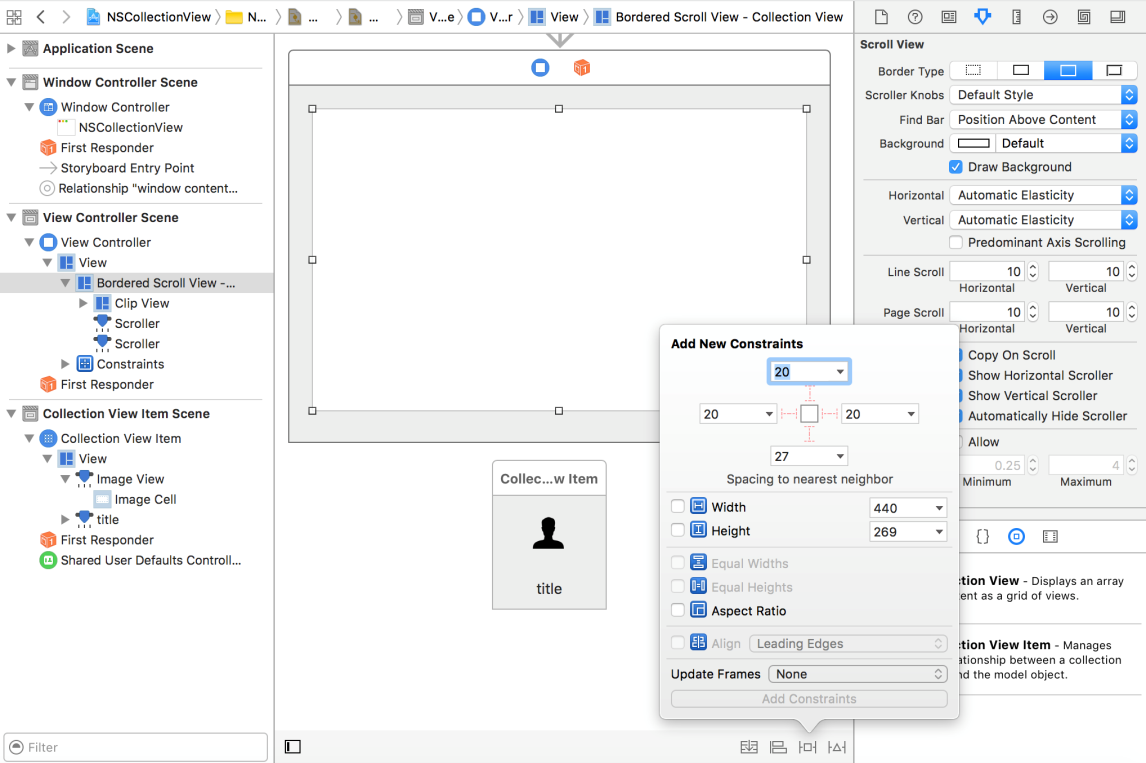 NSCollectionView
N...
...
...
V...e
V...r
View
Bordered Scroll View - Collection View
Application Scene
Window Controller Scene
Window Controller
NSCollectionView
First Responder
Storyboard Entry Point
Relationship "window content...
View Controller Scene
View Controller
View
Bordered Scroll View -...
Clip View
Scroller
Scroller
Constraints
First Responder
Collection View Item Scene
Collection View Item
View
Image View
Image Cell
title
First Responder
Shared User Defaults Controll...
Filter
Collec...w Item
title
Add New Constraints
20
20
20
27
Spacing to nearest neighbor
Width
440
Height
269
Equal Widths
Equal Heights
Aspect Ratio
Align
Leading Edges
Update Frames
None
Add Constraints
Scroll View
Border Type
Scroller Knobs
Default Style
Find Bar
Position Above Content
Background
Default
Draw Background
Horizontal
Automatic Elasticity
Vertical
Automatic Elasticity
Predominant Axis Scrolling
Line Scroll
10
10
Horizontal
Vertical
Page Scroll
10
10
Horizontal
Vertical
Copy On Scroll
Show Horizontal Scroller
Show Vertical Scroller
Automatically Hide Scroller
Allow
0.25
4
Minimum
Maximum
{}
ction View - Displays an array
ent as a grid of views.
ction View Item - Manages
ationship between a collection
nd the model object.